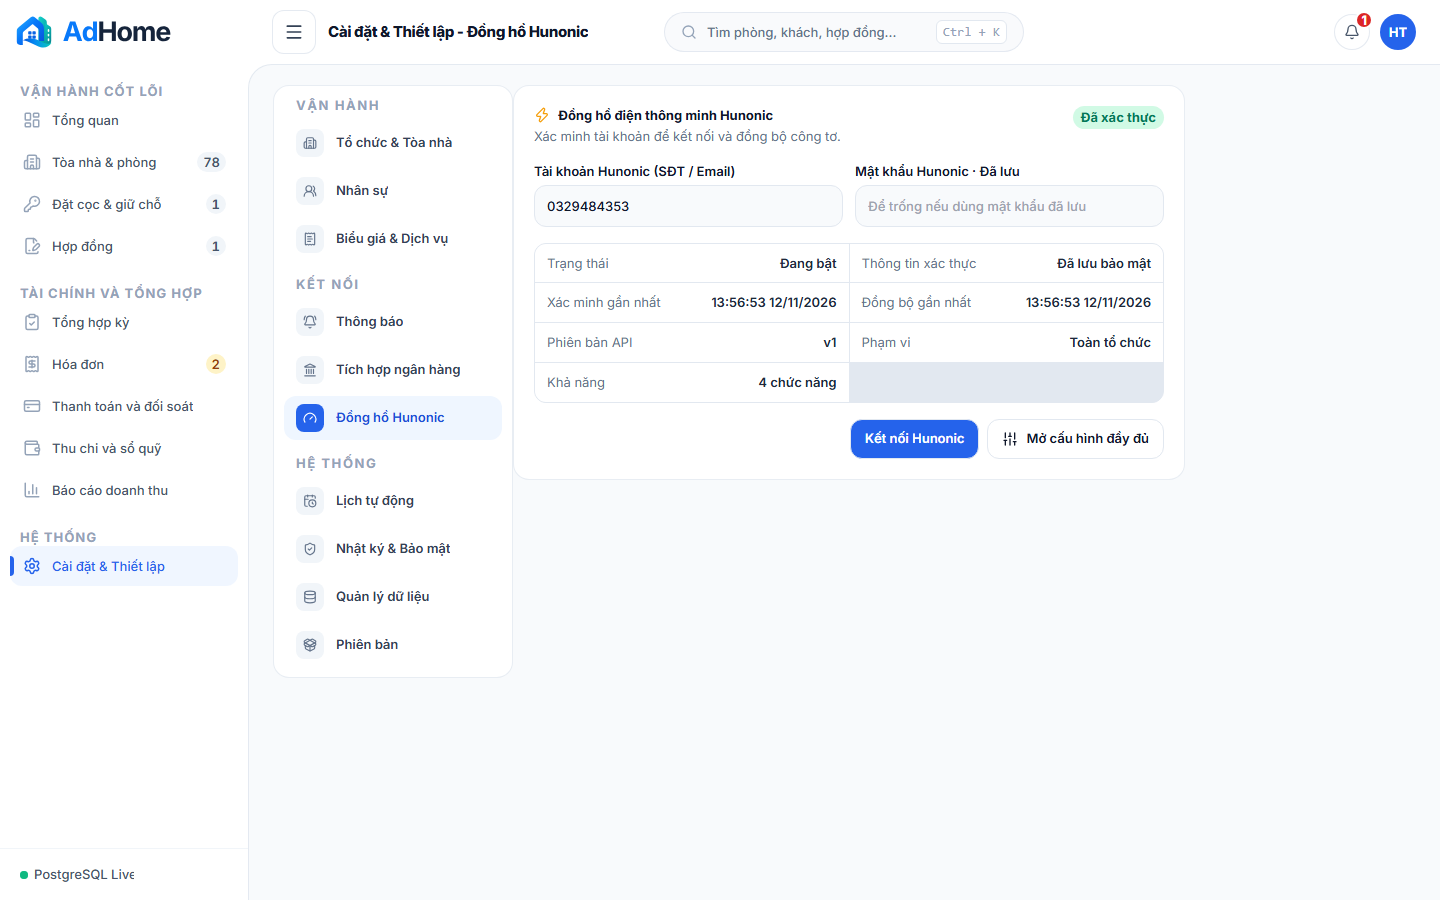 AdHome
Cài đặt & Thiết lập - Đồng hồ Hunonic
Tìm phòng, khách, hợp đồng...
Ctrl + K
1
HT
VẬN HÀNH CỐT LÕI
Tổng quan
Tòa nhà & phòng 78
Đặt cọc & giữ chỗ 1
Hợp đồng 1
TÀI CHÍNH VÀ TỔNG HỢP
Tổng hợp kỳ
Hóa đơn 2
Thanh toán và đối soát
Thu chi và sổ quỹ
Báo cáo doanh thu
HỆ THỐNG
Cài đặt & Thiết lập
PostgreSQL Live
VẬN HÀNH
Tổ chức & Tòa nhà
Nhân sự
Biểu giá & Dịch vụ
KẾT NỐI
Thông báo
Tích hợp ngân hàng
Đồng hồ Hunonic
HỆ THỐNG
Lịch tự động
Nhật ký & Bảo mật
Quản lý dữ liệu
Phiên bản
Đồng hồ điện thông minh Hunonic
Đã xác thực
Xác minh tài khoản để kết nối và đồng bộ công tơ.
Tài khoản Hunonic (SĐT / Email)
0329484353
Mật khẩu Hunonic · Đã lưu
Để trống nếu dùng mật khẩu đã lưu
Trạng thái Đang bật
Thông tin xác thực Đã lưu bảo mật
Xác minh gần nhất 13:56:53 12/11/2026
Đồng bộ gần nhất 13:56:53 12/11/2026
Phiên bản API v1
Phạm vi Toàn tổ chức
Khả năng 4 chức năng
Kết nối Hunonic
Mở cấu hình đầy đủ